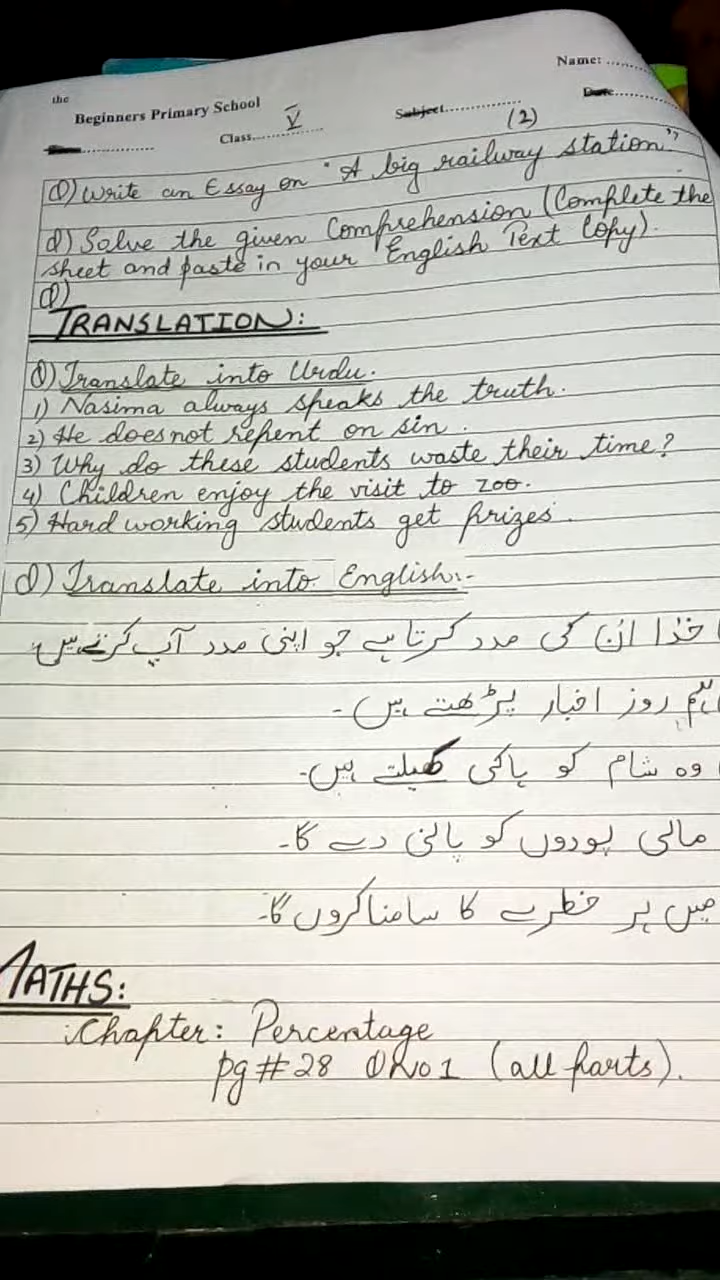 the
Beginners Primary School
Name: ........
Class..... V
Subject..................
Date..........
(2)
Q) Write an Essay on "A big railway station"?
Q) Solve the given Comprehension (Complete the
sheet and paste in your English Text Copy).
Q)
TRANSLATION:
Q) Translate into Urdu.
1) Nasima always speaks the truth.
2) He does not repent on sin.
3) Why do these students waste their time?
4) Children enjoy the visit to zoo.
5) Hard working students get prizes.
Q) Translate into English:-
خدا اُن کی مدد کرتا ہے جو اپنی مدد آپ کرتے ہیں
ہم روز اخبار پڑھتے ہیں۔
وہ شام کو ہاکی کھیلتے ہیں۔
مالی پودوں کو پانی دے گا۔
میں ہر خطرے کا سامنا کروں گا۔
MATHS:
Chapter: Percentage
pg # 28 Q No 1 (all parts).